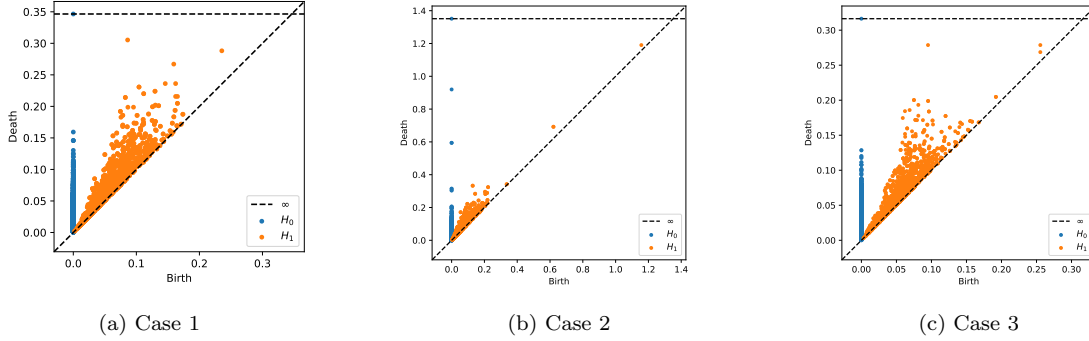 0.35
0.30
0.25
0.20
0.15
0.10
0.05
0.00
Death
0.0 0.1 0.2 0.3
Birth
∞
H₀
H₁
(a) Case 1
1.4
1.2
1.0
0.8
0.6
0.4
0.2
0.0
Death
0.0 0.2 0.4 0.6 0.8 1.0 1.2 1.4
Birth
∞
H₀
H₁
(b) Case 2
0.30
0.25
0.20
0.15
0.10
0.05
0.00
Death
0.00 0.05 0.10 0.15 0.20 0.25 0.30
Birth
∞
H₀
H₁
(c) Case 3